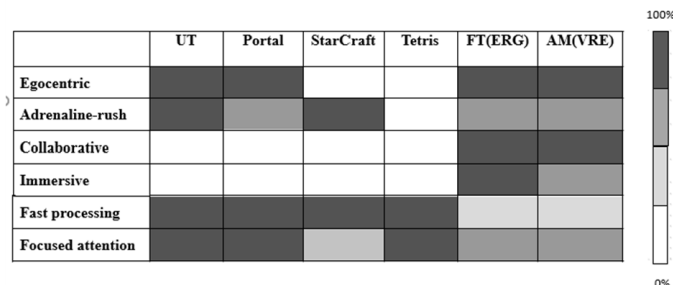 100%
UT Portal StarCraft Tetris FT(ERG) AM(VRE)
Egocentric
Adrenaline-rush
Collaborative
Immersive
Fast processing
Focused attention
0%